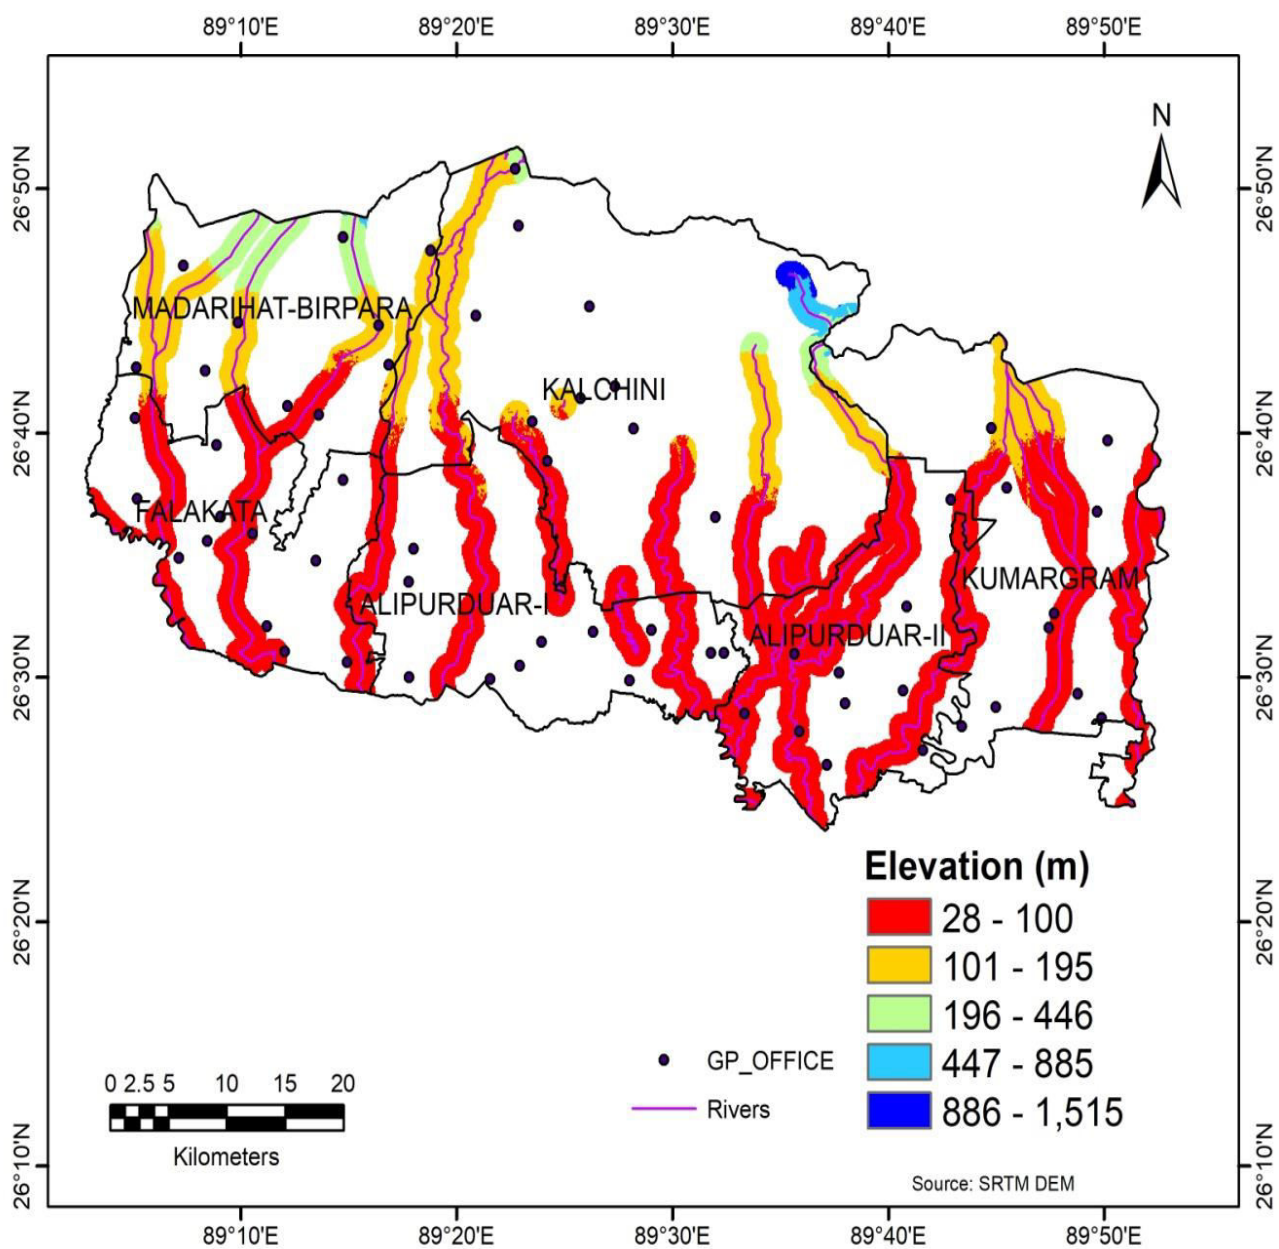 89°10'E 89°20'E 89°30'E 89°40'E 89°50'E
N
26°50'N 26°50'N
MADARIHAT-BIRPARA
KALCHINI
26°40'N 26°40'N
FALAKATA
KUMARGRAM
ALIPURDUAR-I
ALIPURDUAR-II
26°30'N 26°30'N
Elevation (m)
28 - 100
26°20'N 26°20'N
101 - 195
196 - 446
GP_OFFICE
447 - 885
0 2.5 5 10 15 20
Rivers
886 - 1,515
Kilometers
26°10'N 26°10'N
Source: SRTM DEM
89°10'E 89°20'E 89°30'E 89°40'E 89°50'E